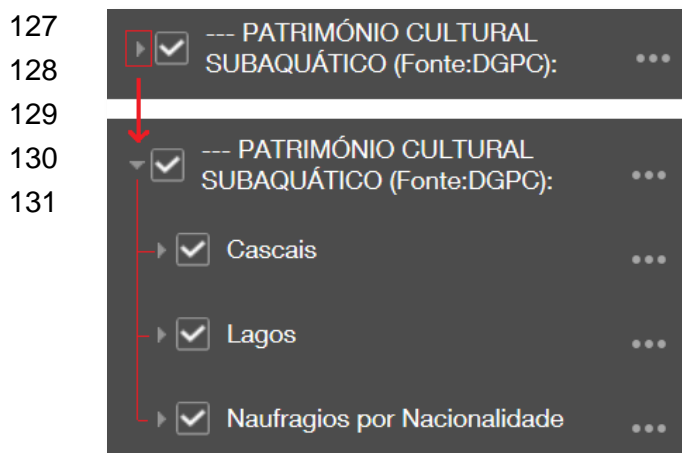 127
128
129
130
131
--- PATRIMÓNIO CULTURAL
SUBAQUÁTICO (Fonte:DGPC):
--- PATRIMÓNIO CULTURAL
SUBAQUÁTICO (Fonte:DGPC):
Cascais
Lagos
Naufragios por Nacionalidade